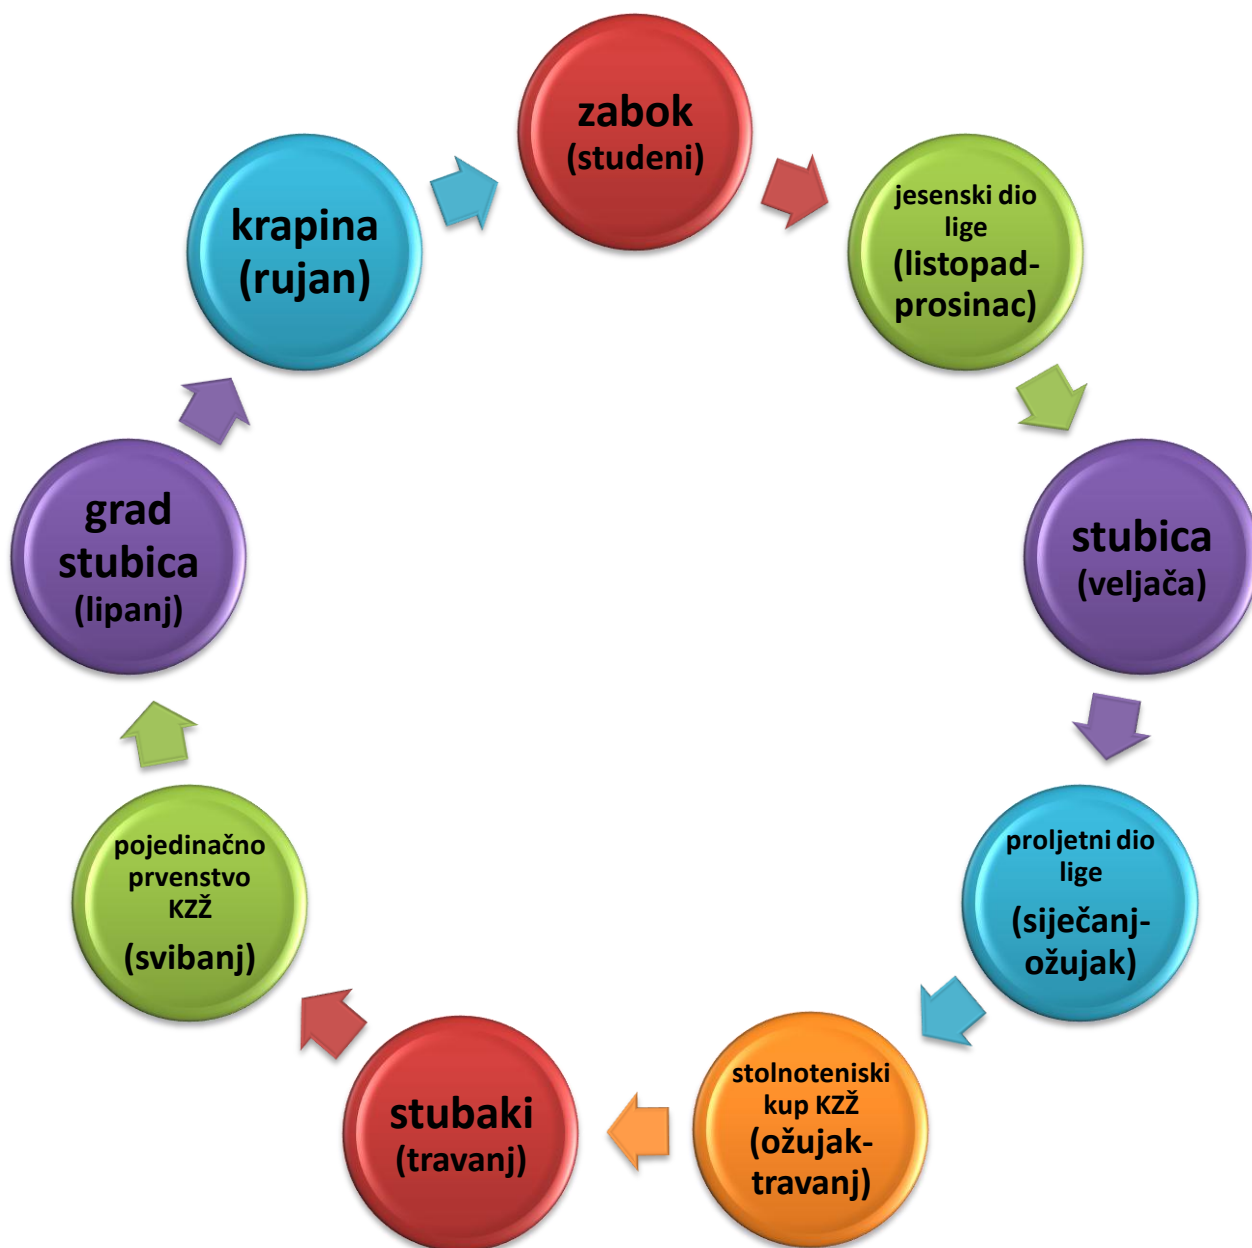 zabok
(studeni)
jesenski dio
lige
(listopad-
prosinac)
stubica
(veljača)
proljetni dio
lige
(siječanj-
ožujak)
stolnoteniski
kup KZŽ
(ožujak-
travanj)
stubaki
(travanj)
pojedinačno
prvenstvo
KZŽ
(svibanj)
grad
stubica
(lipanj)
krapina
(rujan)